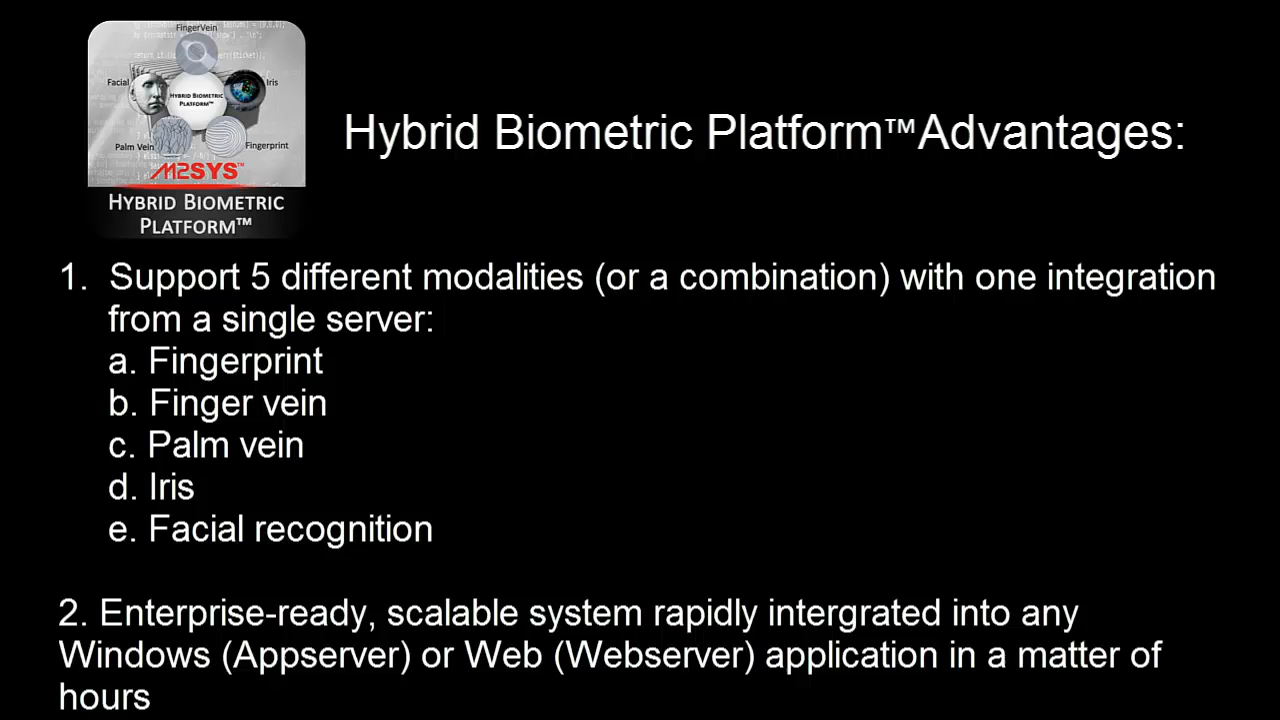 FingerVein
Facial
Iris
HYBRID BIOMETRIC
PLATFORM™
Palm Vein
Fingerprint
M2SYS™
HYBRID BIOMETRIC
PLATFORM™
Hybrid Biometric Platform™Advantages:
1. Support 5 different modalities (or a combination) with one integration
from a single server:
a. Fingerprint
b. Finger vein
c. Palm vein
d. Iris
e. Facial recognition
2. Enterprise-ready, scalable system rapidly intergrated into any
Windows (Appserver) or Web (Webserver) application in a matter of
hours